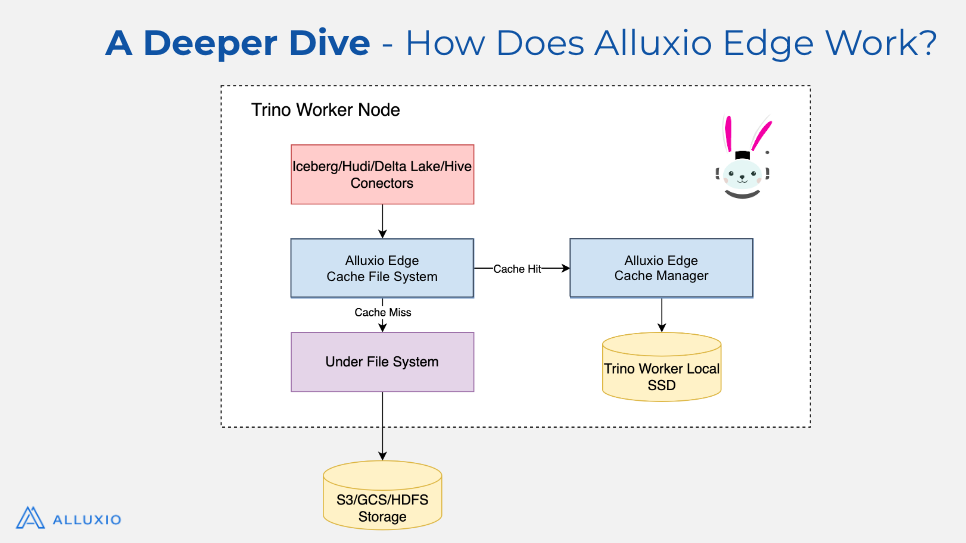 A Deeper Dive - How Does Alluxio Edge Work?
Trino Worker Node
Iceberg/Hudi/Delta Lake/Hive
Conectors
Alluxio Edge
Cache File System
Cache Hit
Alluxio Edge
Cache Manager
Cache Miss
Under File System
Trino Worker Local
SSD
S3/GCS/HDFS
Storage
ALLUXIO